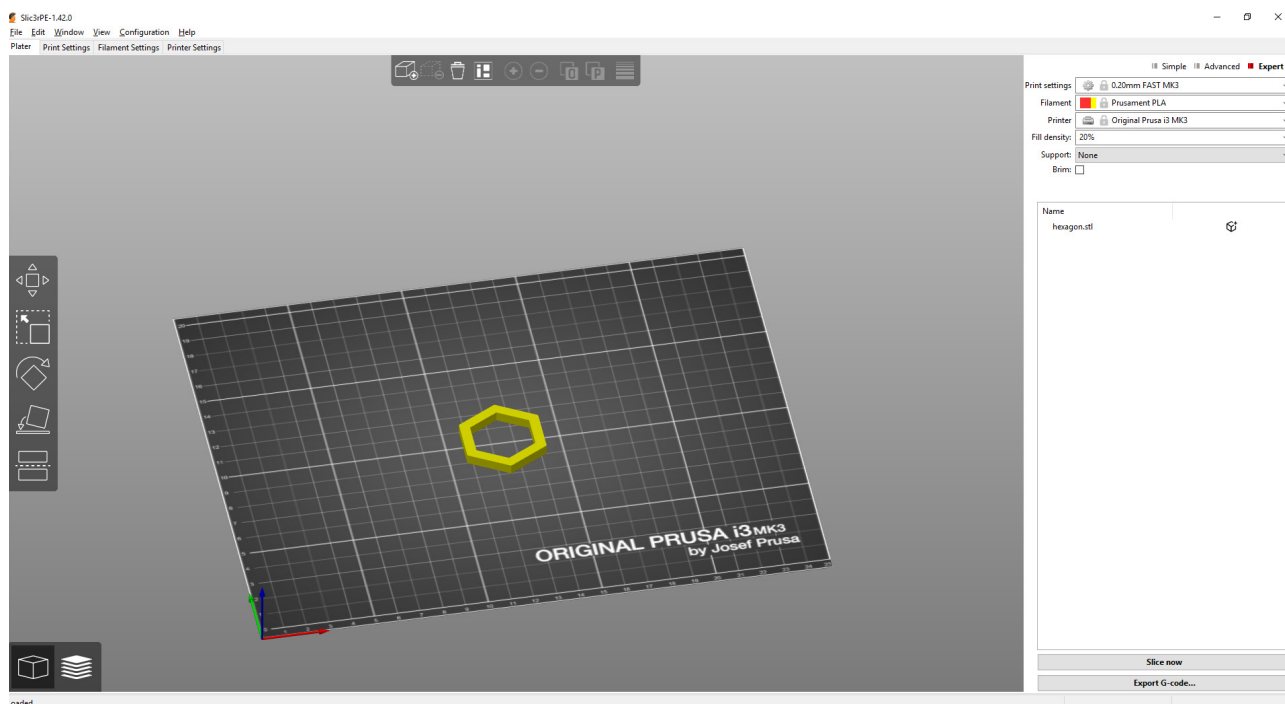 Slic3rPE-1.42.0
File Edit Window View Configuration Help
Plater Print Settings Filament Settings Printer Settings
Simple Advanced Expert
Print settings 0.20mm FAST MK3
Filament Prusament PLA
Printer Original Prusa i3 MK3
Fill density: 20%
Support: None
Brim:
Name
hexagon.stl
ORIGINAL PRUSA i3 MK3
by Josef Prusa
Slice now
Export G-code...
oaded